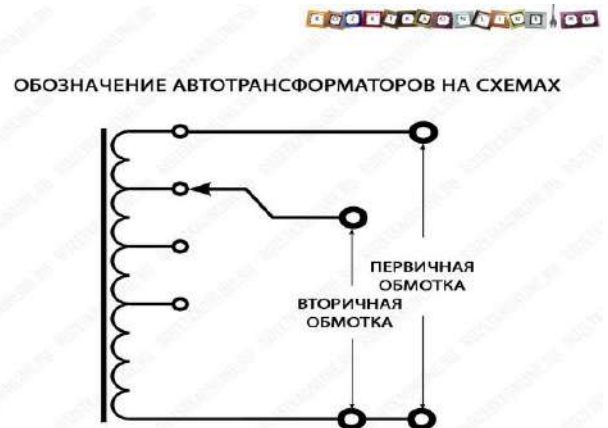 ОБОЗНАЧЕНИЕ АВТОТРАНСФОРМАТОРОВ НА СХЕМАХ
ПЕРВИЧНАЯ
ОБМОТКА
ВТОРИЧНАЯ
ОБМОТКА